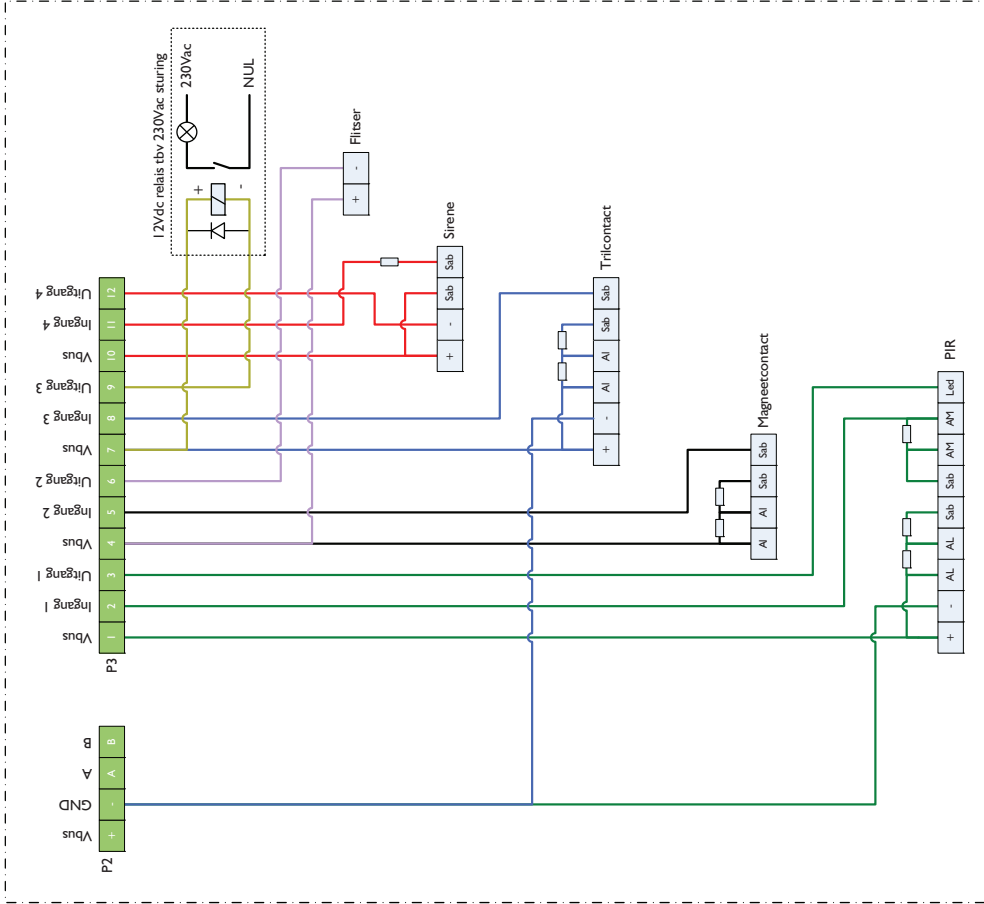 12Vdc relais tbv 230Vac sturing
230Vac
NUL
+
-
Flitser
+
-
Sirene
+
-
Sab
Sab
Trilcontact
+
-
Al
Al
Sab
Sab
Magneetcontact
Al
Al
Sab
Sab
PIR
+
-
AL
AL
Sab
Sab
AM
AM
Led
P3
Vbus 1
Ingang 1 2
Uitgang 1 3
Vbus 4
Ingang 2 5
Uitgang 2 6
Vbus 7
Ingang 3 8
Uitgang 3 9
Vbus 10
Ingang 4 11
Uitgang 4 12
P2
Vbus +
GND -
A A
B B